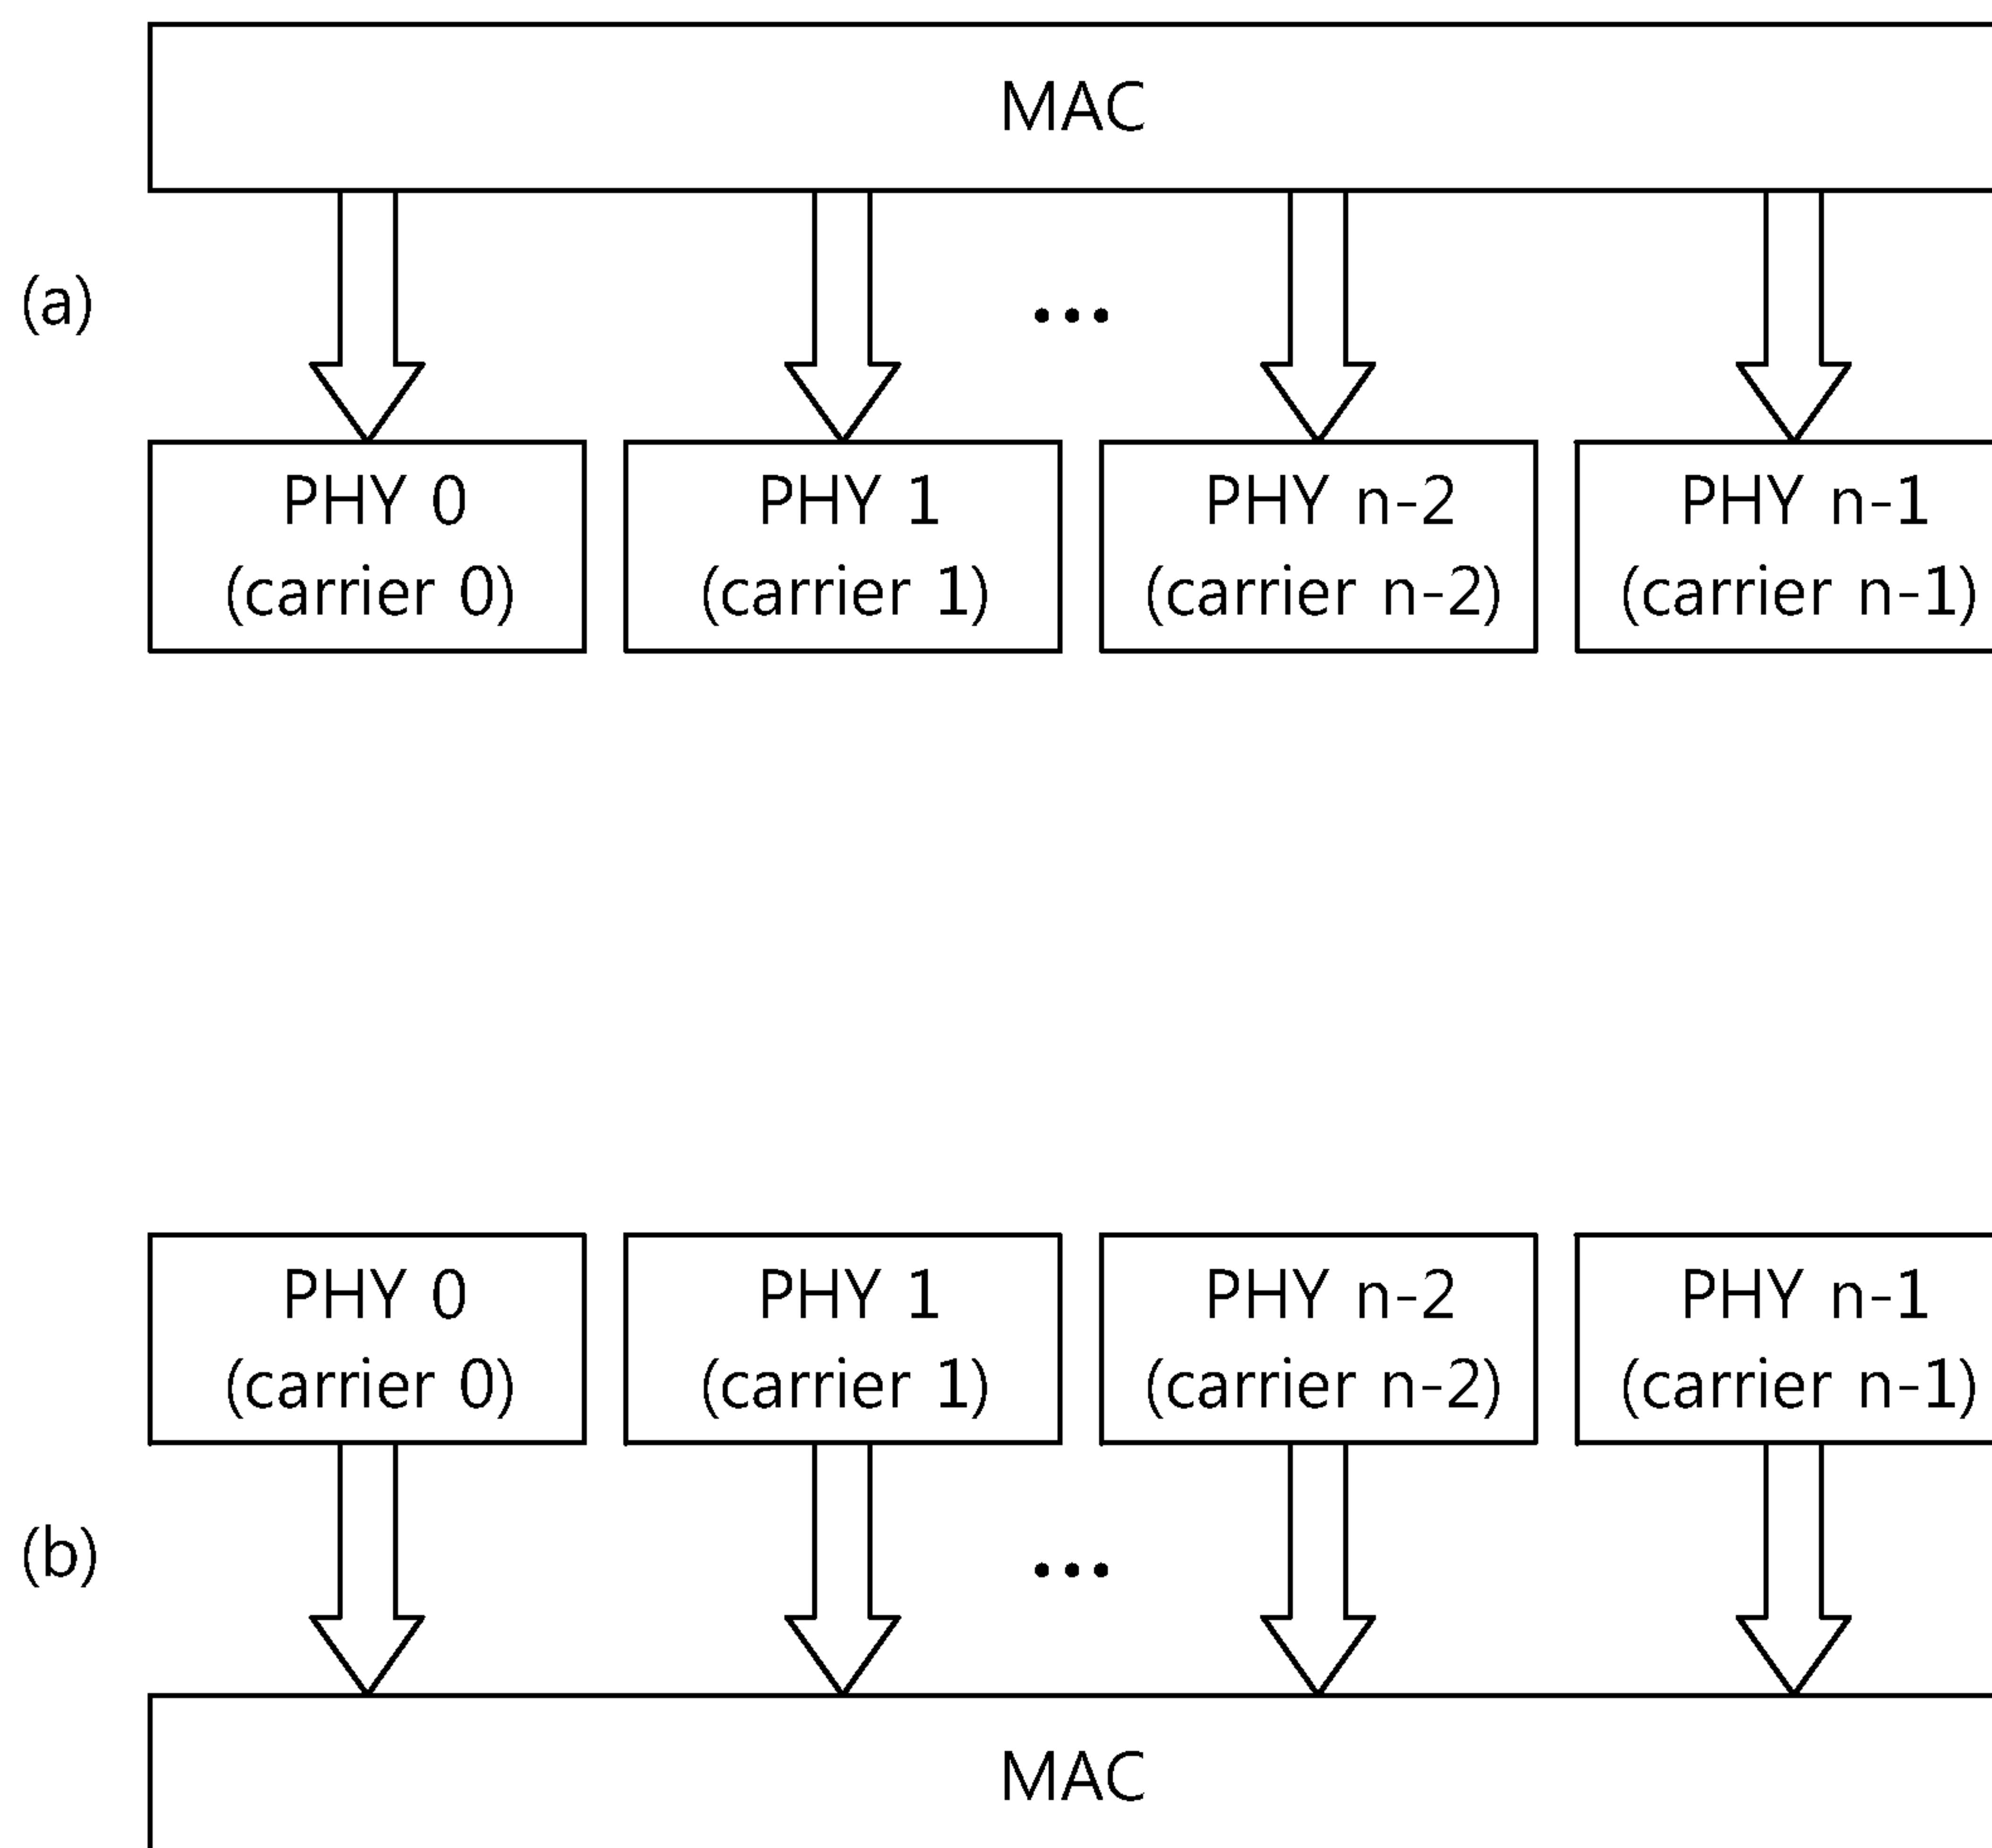 MAC
(a)
...
PHY 0
(carrier 0)
PHY 1
(carrier 1)
PHY n-2
(carrier n-2)
PHY n-1
(carrier n-1)
PHY 0
(carrier 0)
PHY 1
(carrier 1)
PHY n-2
(carrier n-2)
PHY n-1
(carrier n-1)
(b)
...
MAC